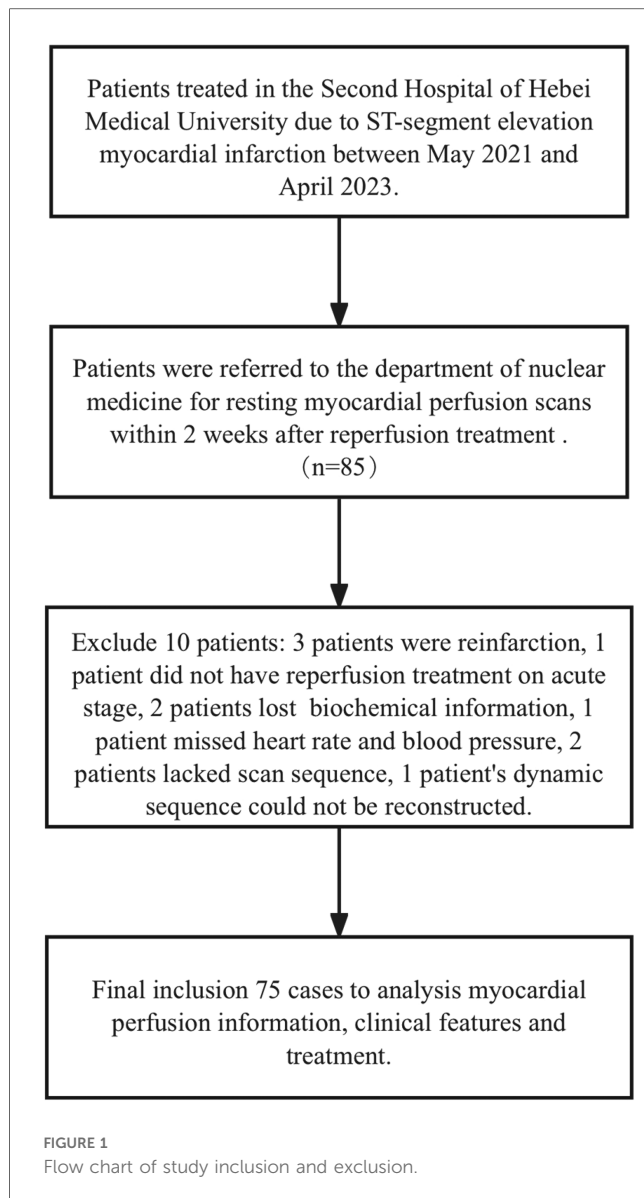 Patients treated in the Second Hospital of Hebei
Medical University due to ST-segment elevation
myocardial infarction between May 2021 and
April 2023.
Patients were referred to the department of nuclear
medicine for resting myocardial perfusion scans
within 2 weeks after reperfusion treatment .
（n=85）
Exclude 10 patients: 3 patients were reinfarction, 1
patient did not have reperfusion treatment on acute
stage, 2 patients lost  biochemical information, 1
patient missed heart rate and blood pressure, 2
patients lacked scan sequence, 1 patient's dynamic
sequence could not be reconstructed.
Final inclusion 75 cases to analysis myocardial
perfusion information, clinical features and
treatment.
FIGURE 1
Flow chart of study inclusion and exclusion.